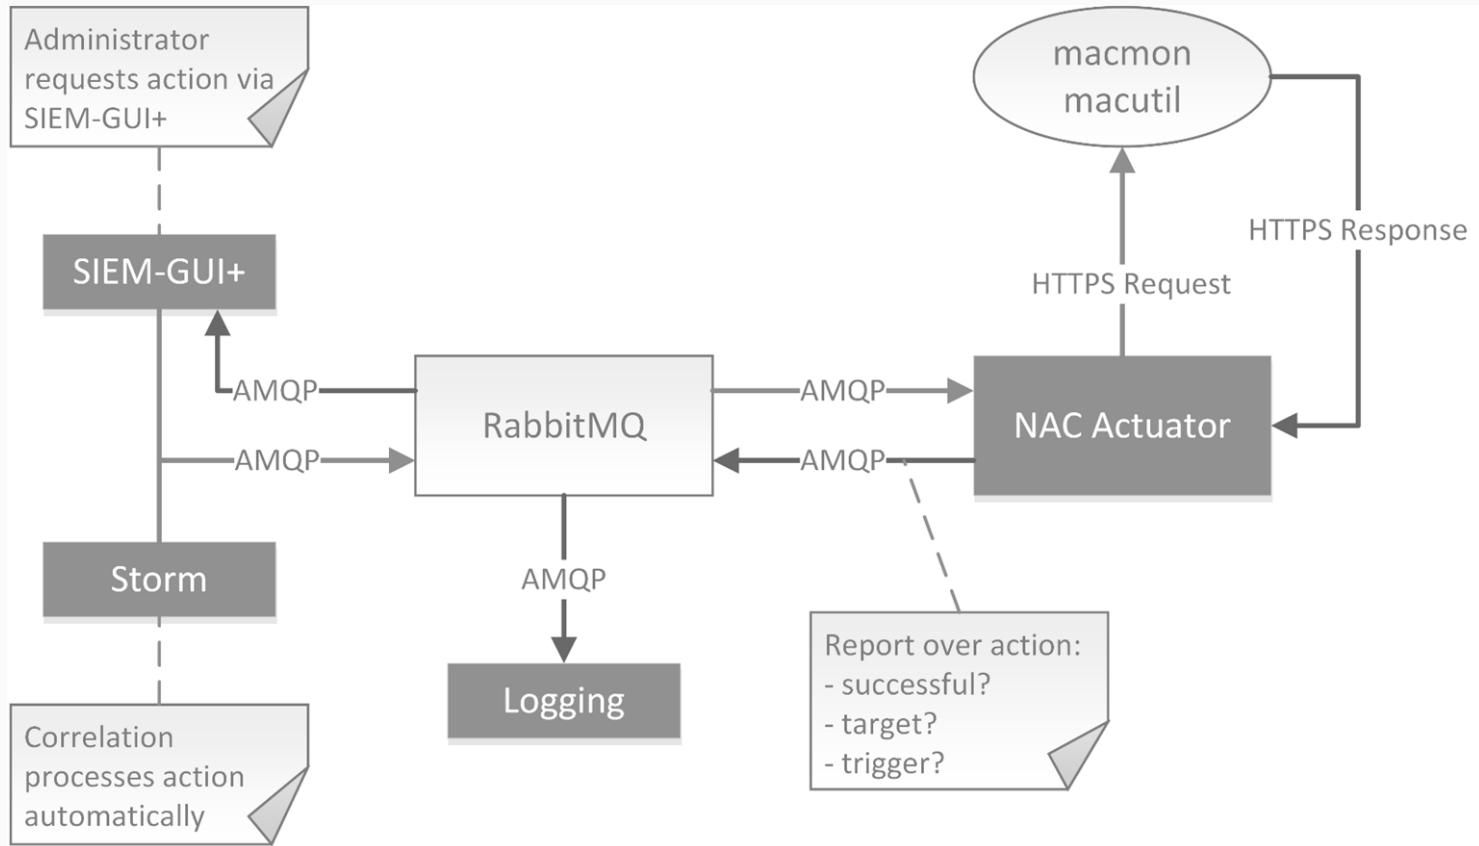 Administrator
requests action via
SIEM-GUI+
macmon
macutil
SIEM-GUI+
HTTPS Response
HTTPS Request
AMQP
AMQP
RabbitMQ
NAC Actuator
AMQP
AMQP
Storm
AMQP
Logging
Report over action:
- successful?
- target?
- trigger?
Correlation
processes action
automatically